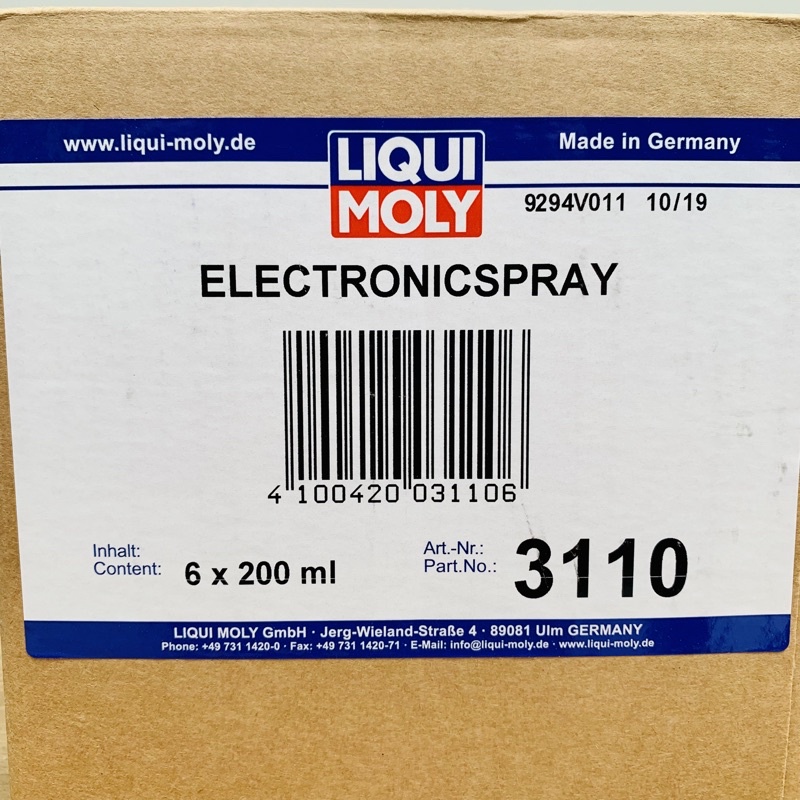 www.liqui-moly.de
LIQUI
MOLY
Made in Germany
9294V011 10/19
ELECTRONICSPRAY
4 100420 031106
Inhalt:
Content:
6 x 200 ml
Art.-Nr.:
Part.No.:
3110
LIQUI MOLY GmbH · Jerg-Wieland-Straße 4 · 89081 Ulm GERMANY
Phone: +49 731 1420-0 · Fax: +49 731 1420-71 · E-Mail: info@liqui-moly.de · www.liqui-moly.de